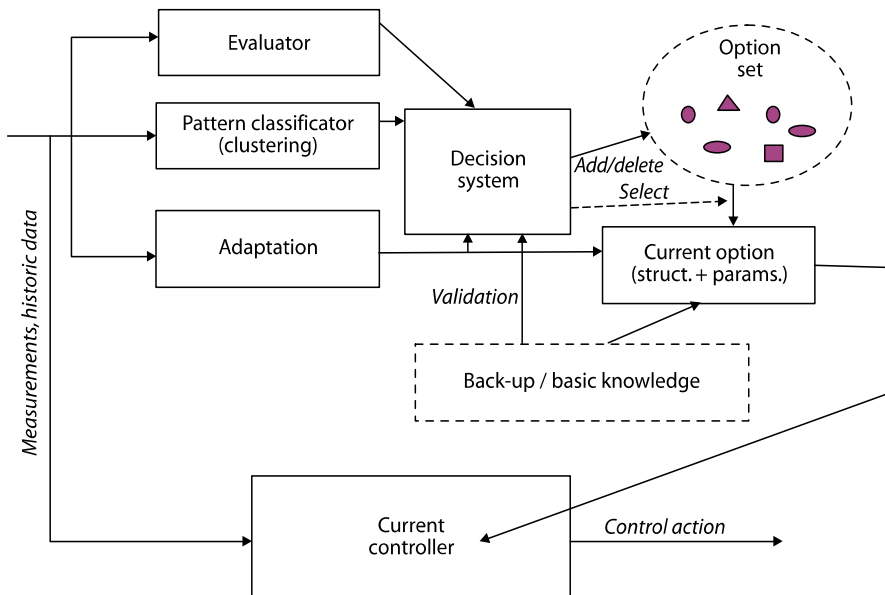 Evaluator
Option
set
Pattern classificator
(clustering)
Decision
system
Add/delete
Select
Adaptation
Current option
(struct. + params.)
Measurements, historic data
Validation
Back-up / basic knowledge
Current
controller
Control action